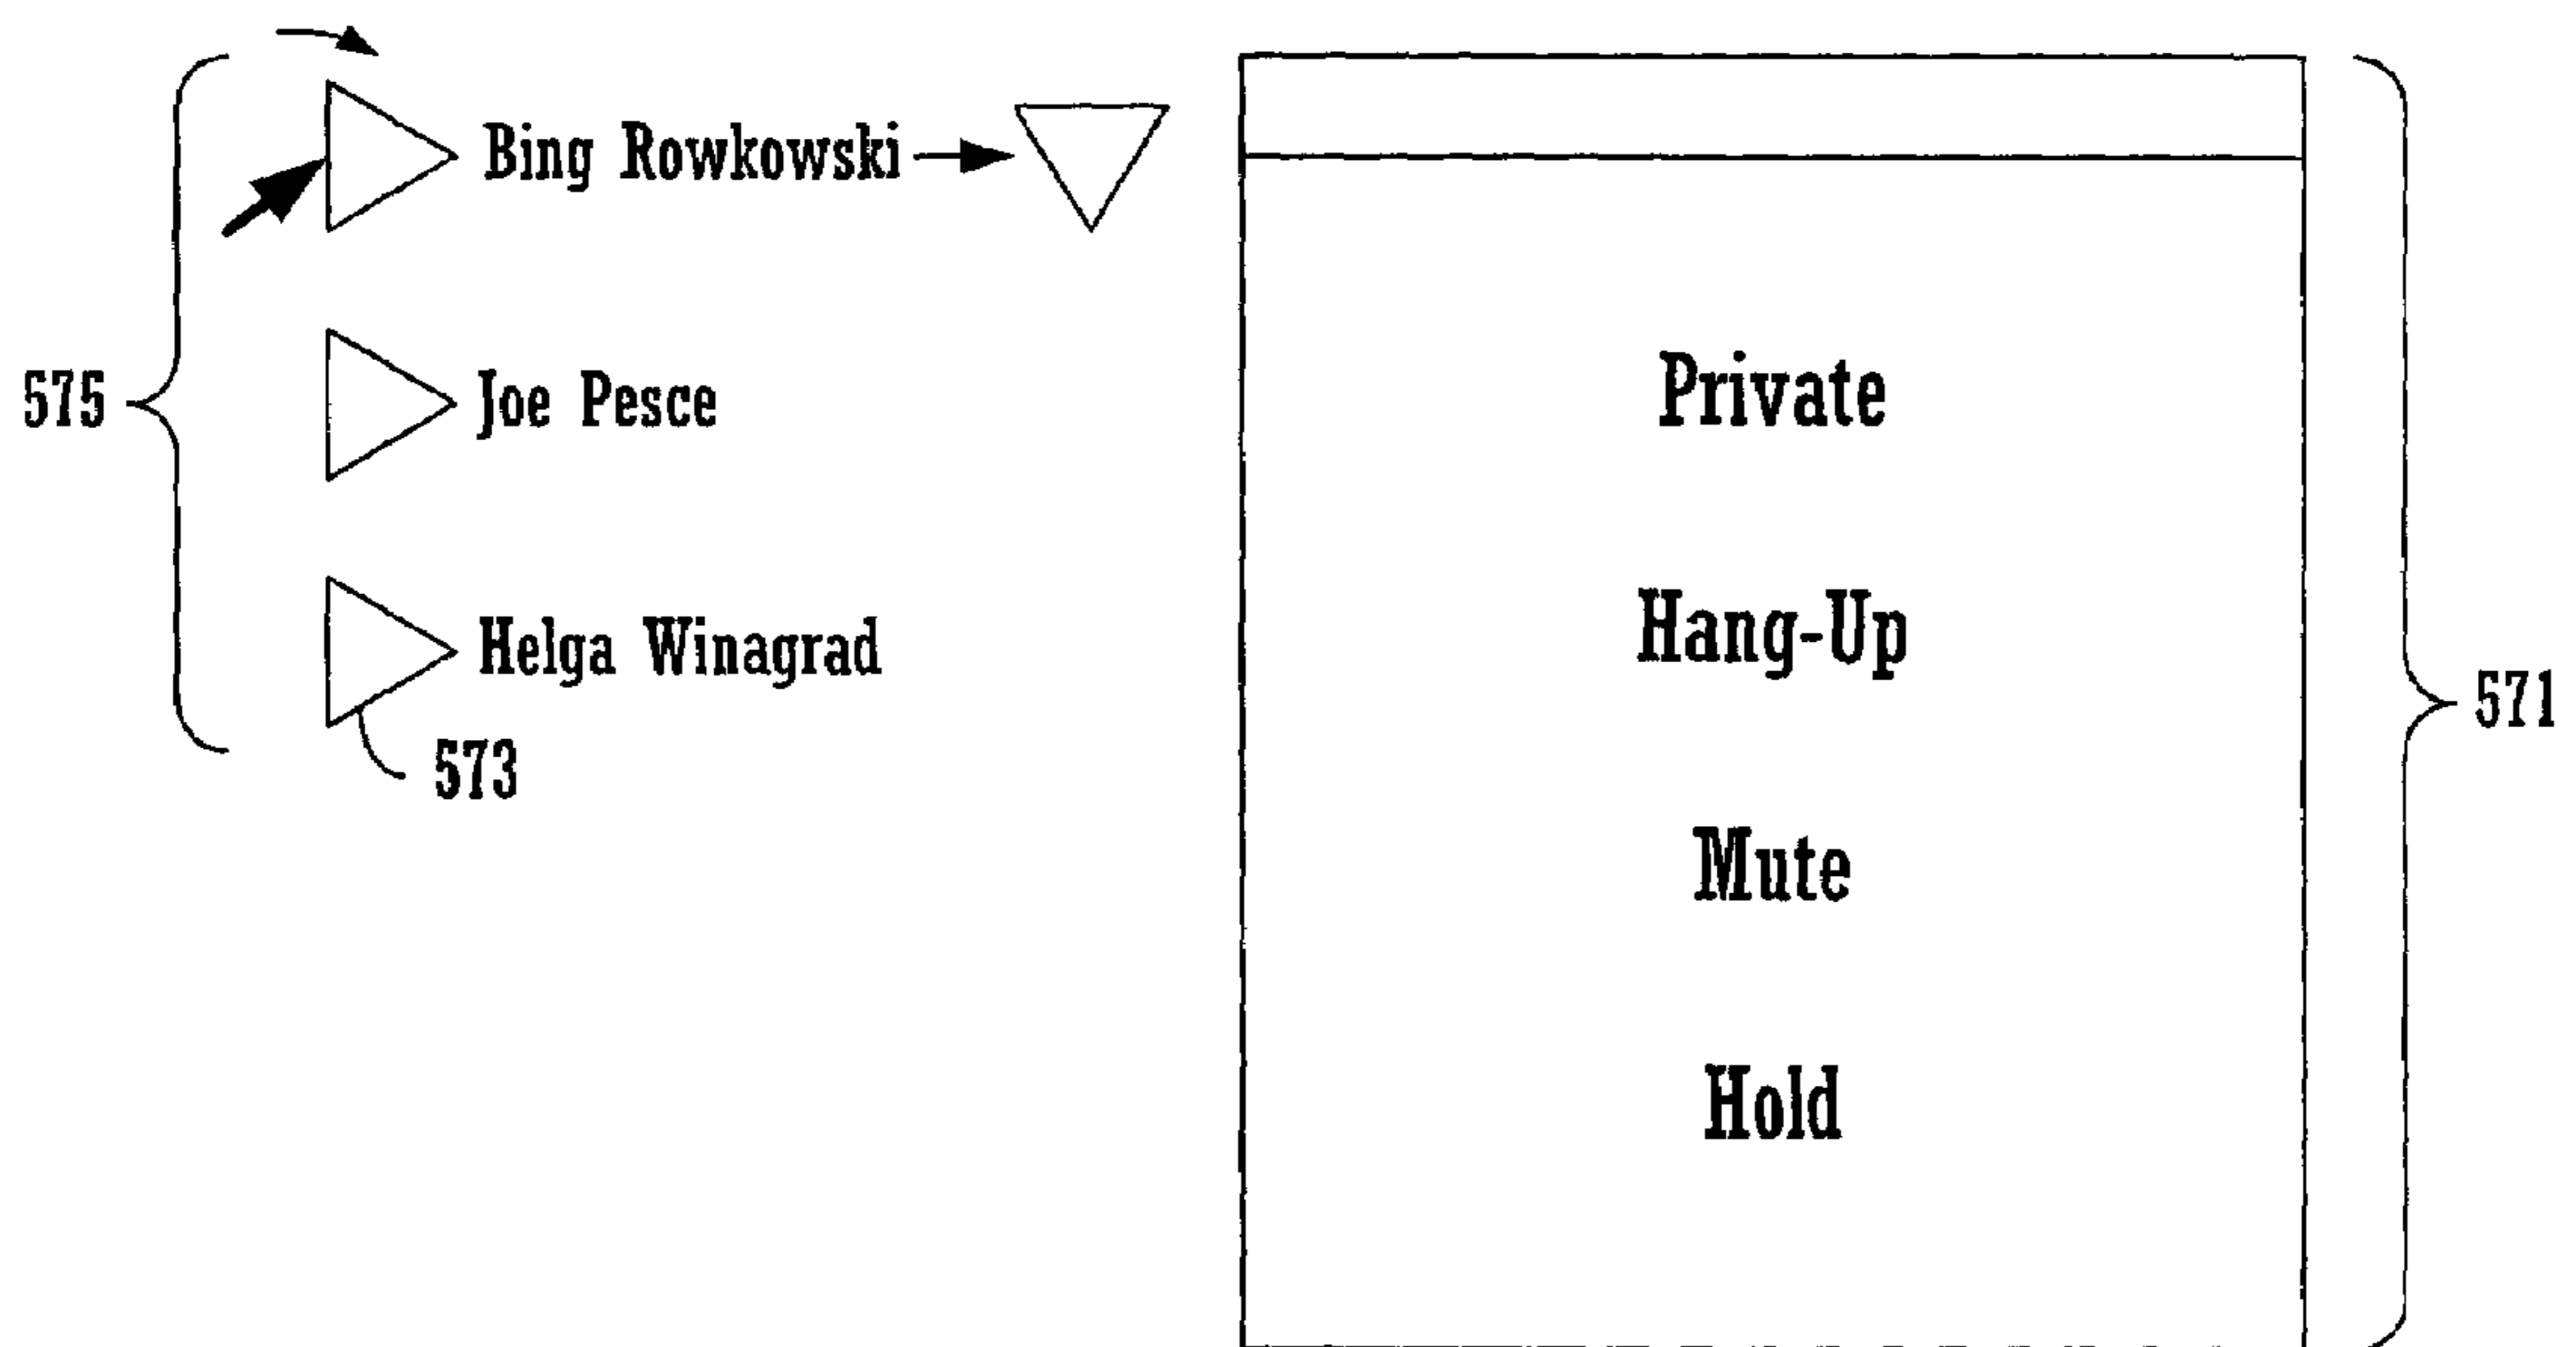 Bing Rowkowski
575
Joe Pesce
Helga Winagrad
573
Private
Hang-Up
Mute
Hold
571